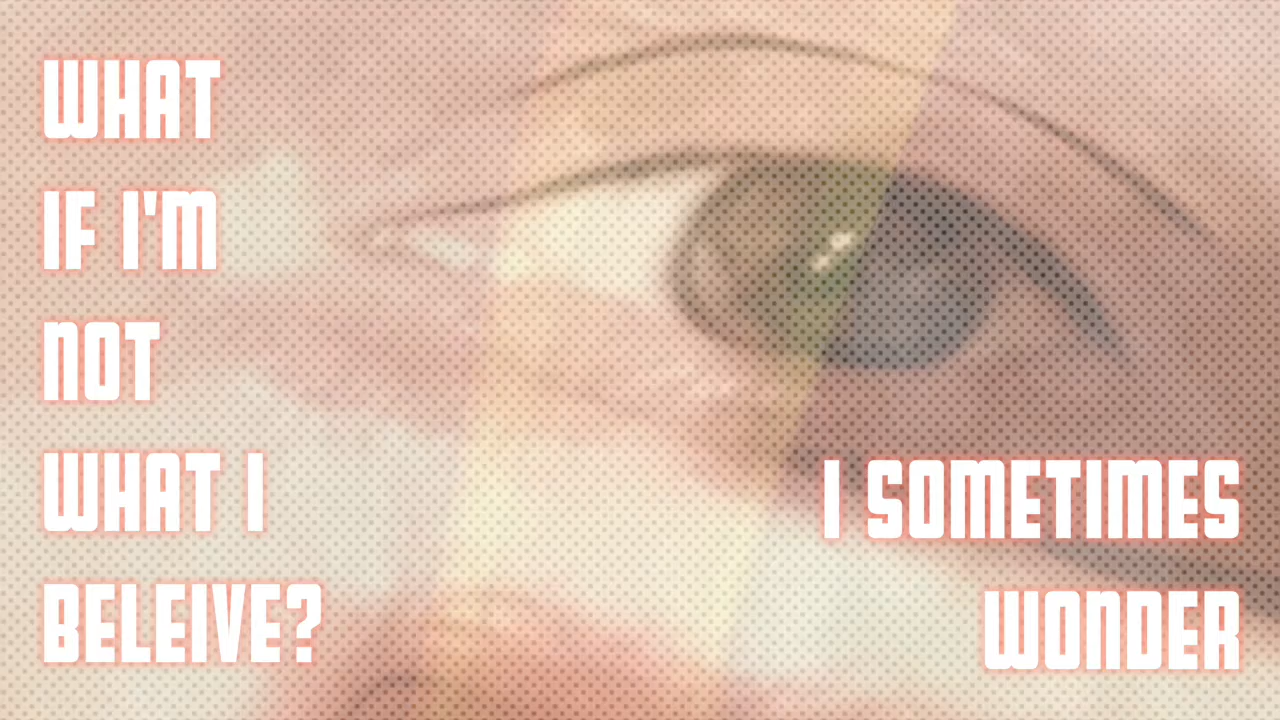 WHAT
IF I'M
NOT
WHAT I
BELEIVE?
I SOMETIMES
WONDER